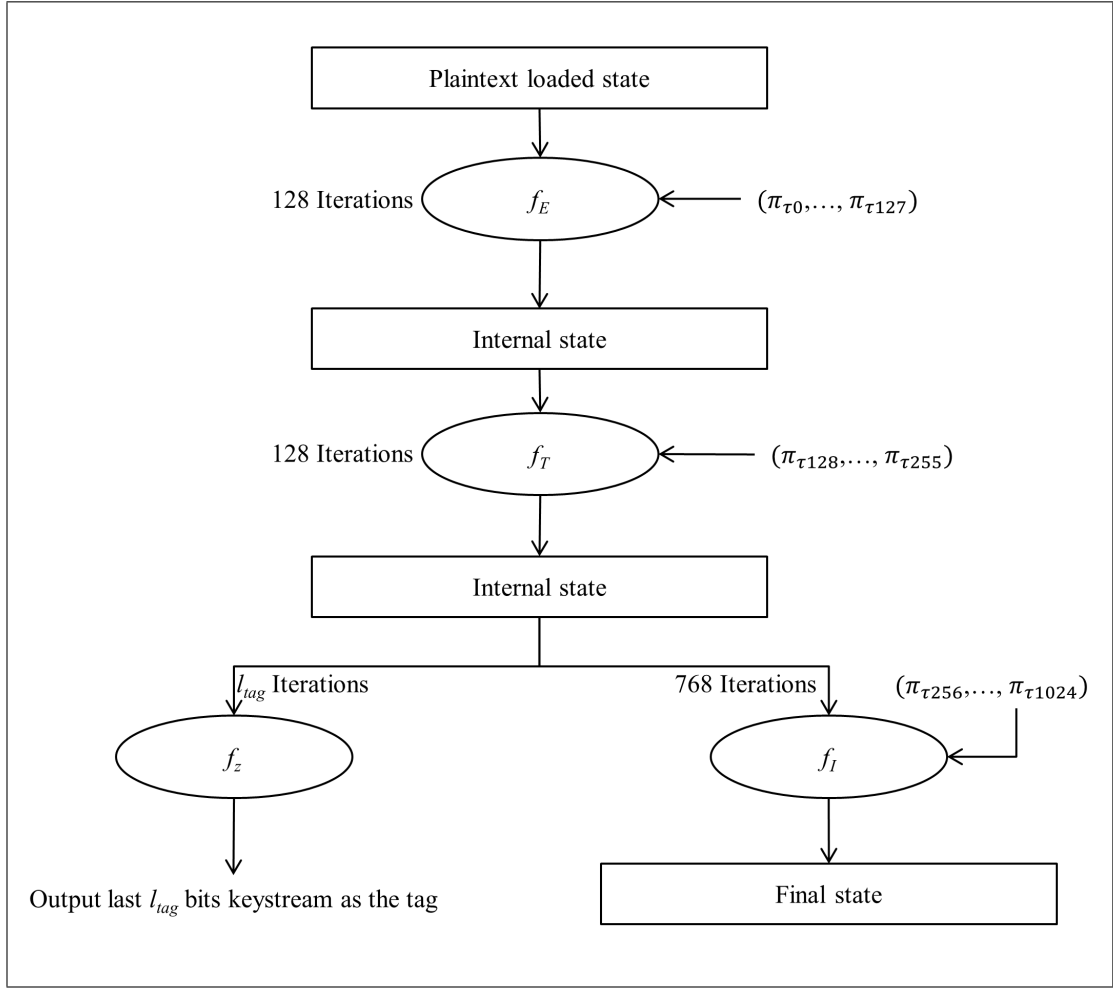 Plaintext loaded state
128 Iterations
f_E
(π_τ0,…, π_τ127)
Internal state
128 Iterations
f_T
(π_τ128,…, π_τ255)
Internal state
l_tag Iterations
768 Iterations
(π_τ256,…, π_τ1024)
f_z
f_I
Output last l_tag bits keystream as the tag
Final state